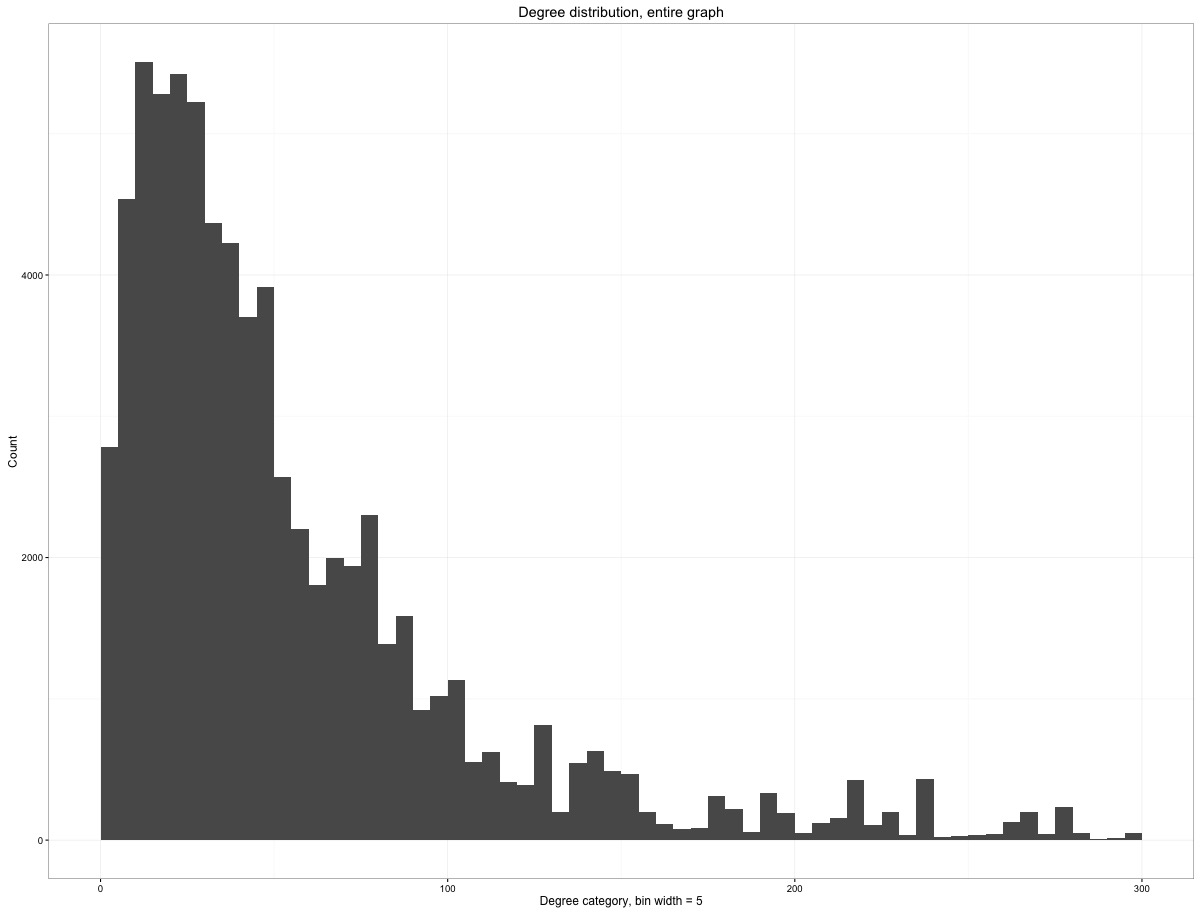 Degree distribution, entire graph
Count
4000
2000
0
0
100
200
300
Degree category, bin width = 5